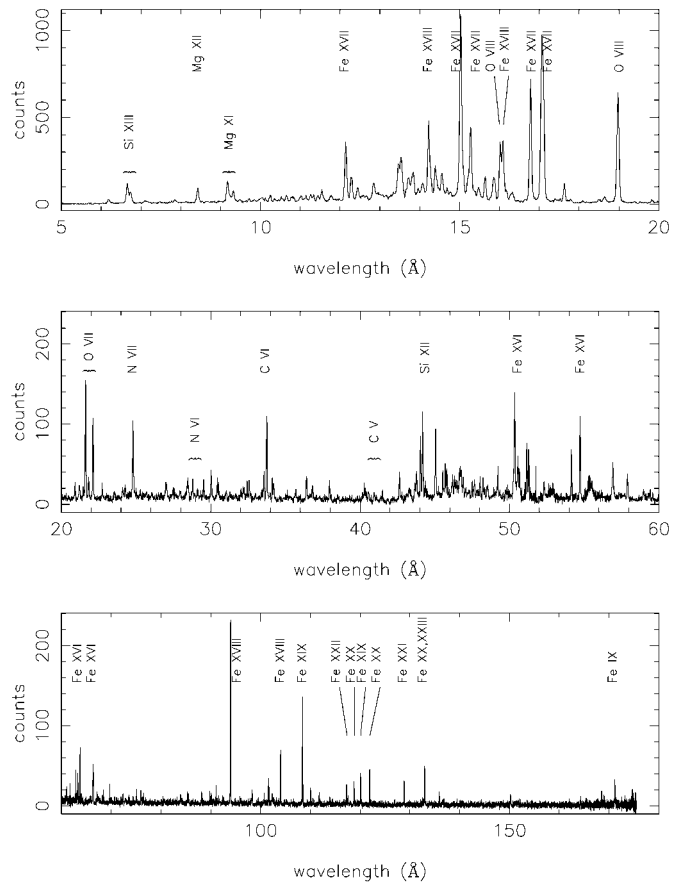 1000
500
0
counts
Si XIII
Mg XII
Mg XI
Fe XVII
Fe XVIII
Fe XVII
Fe XVII
O VIII
Fe XVIII
Fe XVII
Fe XVII
O VIII
5 10 15 20
wavelength (Å)
200
100
0
counts
O VII
N VII
N VI
C VI
C V
Si XII
Fe XVI
Fe XVI
20 30 40 50 60
wavelength (Å)
200
100
0
counts
Fe XVI
Fe XVI
Fe XVIII
Fe XVIII
Fe XIX
Fe XXII
Fe XX
Fe XIX
Fe XX
Fe XXI
Fe XX,XXIII
Fe IX
100 150
wavelength (Å)